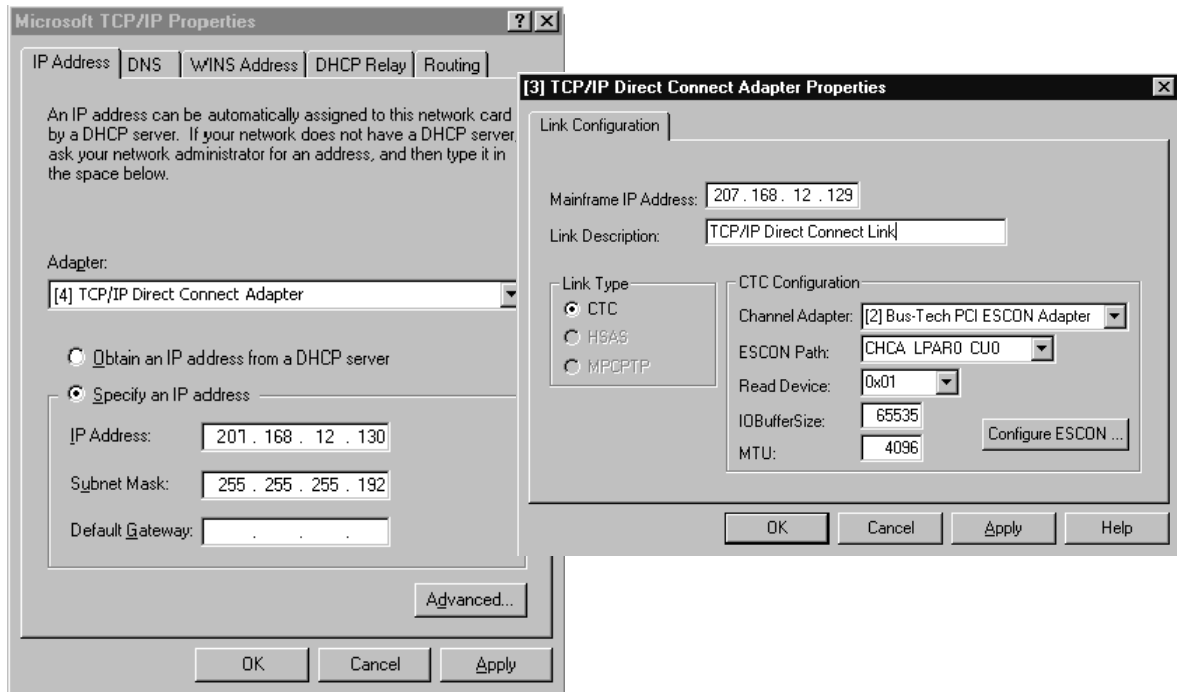 Microsoft TCP/IP Properties
IP Address
DNS
WINS Address
DHCP Relay
Routing
An IP address can be automatically assigned to this network card
by a DHCP server. If your network does not have a DHCP server,
ask your network administrator for an address, and then type it in
the space below.
Adapter:
[4] TCP/IP Direct Connect Adapter
Obtain an IP address from a DHCP server
Specify an IP address
IP Address: 207 . 168 . 12 . 130
Subnet Mask: 255 . 255 . 255 . 192
Default Gateway: . . .
Advanced...
OK
Cancel
Apply
[3] TCP/IP Direct Connect Adapter Properties
Link Configuration
Mainframe IP Address: 207 . 168 . 12 . 129
Link Description: TCP/IP Direct Connect Link
Link Type
CTC
HSAS
MPCPTP
CTC Configuration
Channel Adapter: [2] Bus-Tech PCI ESCON Adapter
ESCON Path: CHCA LPAR0 CU0
Read Device: 0x01
IOBufferSize: 65535
MTU: 4096
Configure ESCON ...
OK
Cancel
Apply
Help